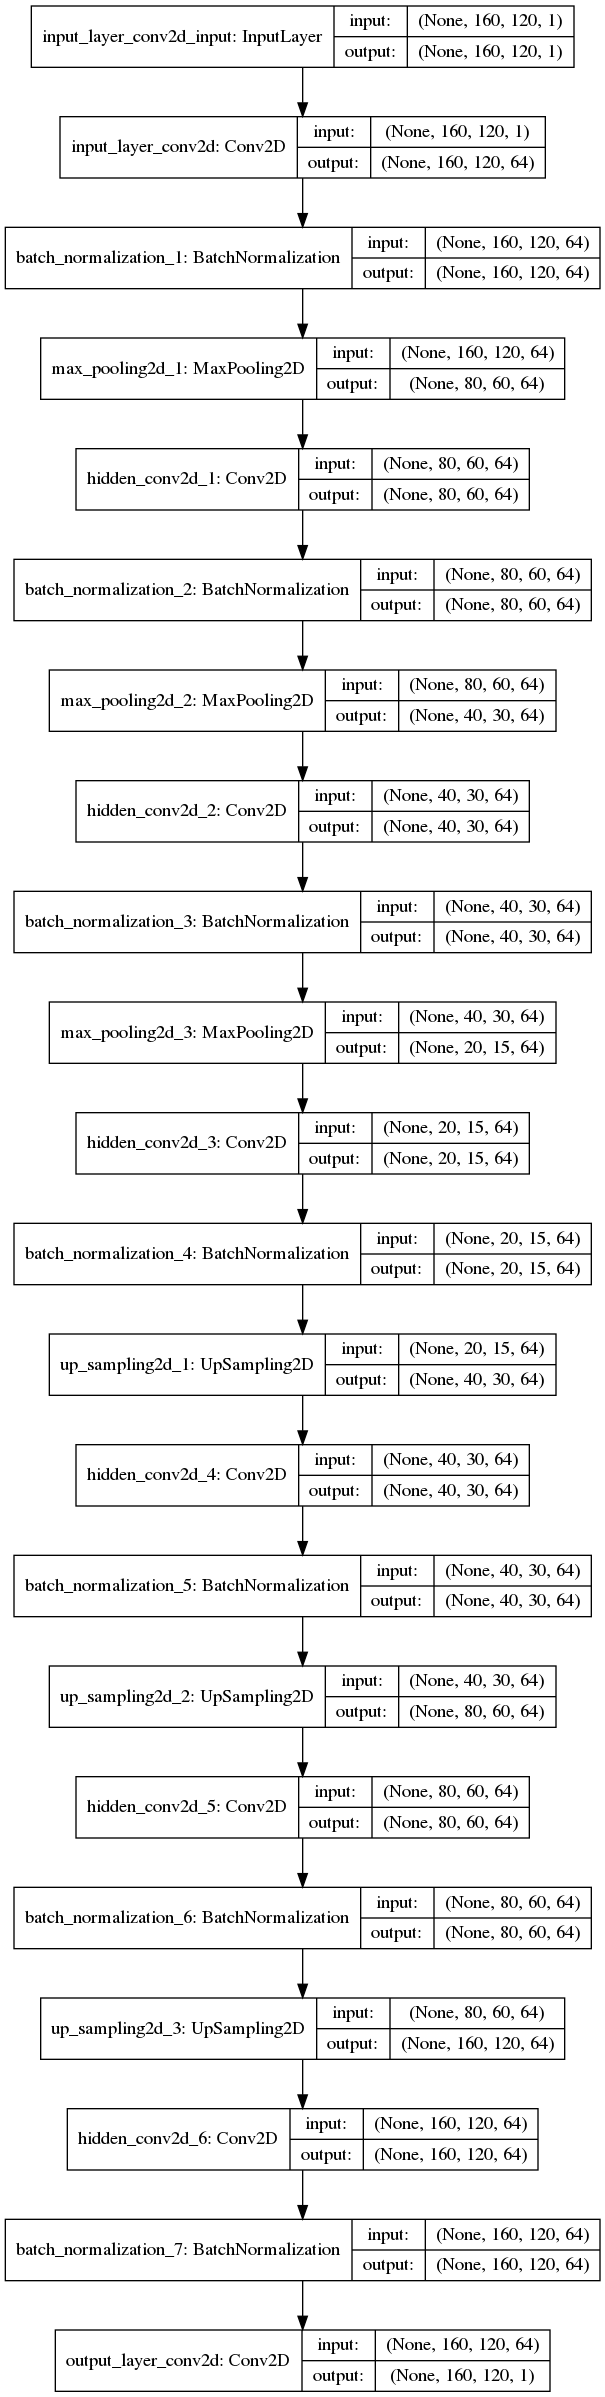 input_layer_conv2d_input: InputLayer
input: (None, 160, 120, 1)
output: (None, 160, 120, 1)
input_layer_conv2d: Conv2D
input: (None, 160, 120, 1)
output: (None, 160, 120, 64)
batch_normalization_1: BatchNormalization
input: (None, 160, 120, 64)
output: (None, 160, 120, 64)
max_pooling2d_1: MaxPooling2D
input: (None, 160, 120, 64)
output: (None, 80, 60, 64)
hidden_conv2d_1: Conv2D
input: (None, 80, 60, 64)
output: (None, 80, 60, 64)
batch_normalization_2: BatchNormalization
input: (None, 80, 60, 64)
output: (None, 80, 60, 64)
max_pooling2d_2: MaxPooling2D
input: (None, 80, 60, 64)
output: (None, 40, 30, 64)
hidden_conv2d_2: Conv2D
input: (None, 40, 30, 64)
output: (None, 40, 30, 64)
batch_normalization_3: BatchNormalization
input: (None, 40, 30, 64)
output: (None, 40, 30, 64)
max_pooling2d_3: MaxPooling2D
input: (None, 40, 30, 64)
output: (None, 20, 15, 64)
hidden_conv2d_3: Conv2D
input: (None, 20, 15, 64)
output: (None, 20, 15, 64)
batch_normalization_4: BatchNormalization
input: (None, 20, 15, 64)
output: (None, 20, 15, 64)
up_sampling2d_1: UpSampling2D
input: (None, 20, 15, 64)
output: (None, 40, 30, 64)
hidden_conv2d_4: Conv2D
input: (None, 40, 30, 64)
output: (None, 40, 30, 64)
batch_normalization_5: BatchNormalization
input: (None, 40, 30, 64)
output: (None, 40, 30, 64)
up_sampling2d_2: UpSampling2D
input: (None, 40, 30, 64)
output: (None, 80, 60, 64)
hidden_conv2d_5: Conv2D
input: (None, 80, 60, 64)
output: (None, 80, 60, 64)
batch_normalization_6: BatchNormalization
input: (None, 80, 60, 64)
output: (None, 80, 60, 64)
up_sampling2d_3: UpSampling2D
input: (None, 80, 60, 64)
output: (None, 160, 120, 64)
hidden_conv2d_6: Conv2D
input: (None, 160, 120, 64)
output: (None, 160, 120, 64)
batch_normalization_7: BatchNormalization
input: (None, 160, 120, 64)
output: (None, 160, 120, 64)
output_layer_conv2d: Conv2D
input: (None, 160, 120, 64)
output: (None, 160, 120, 1)